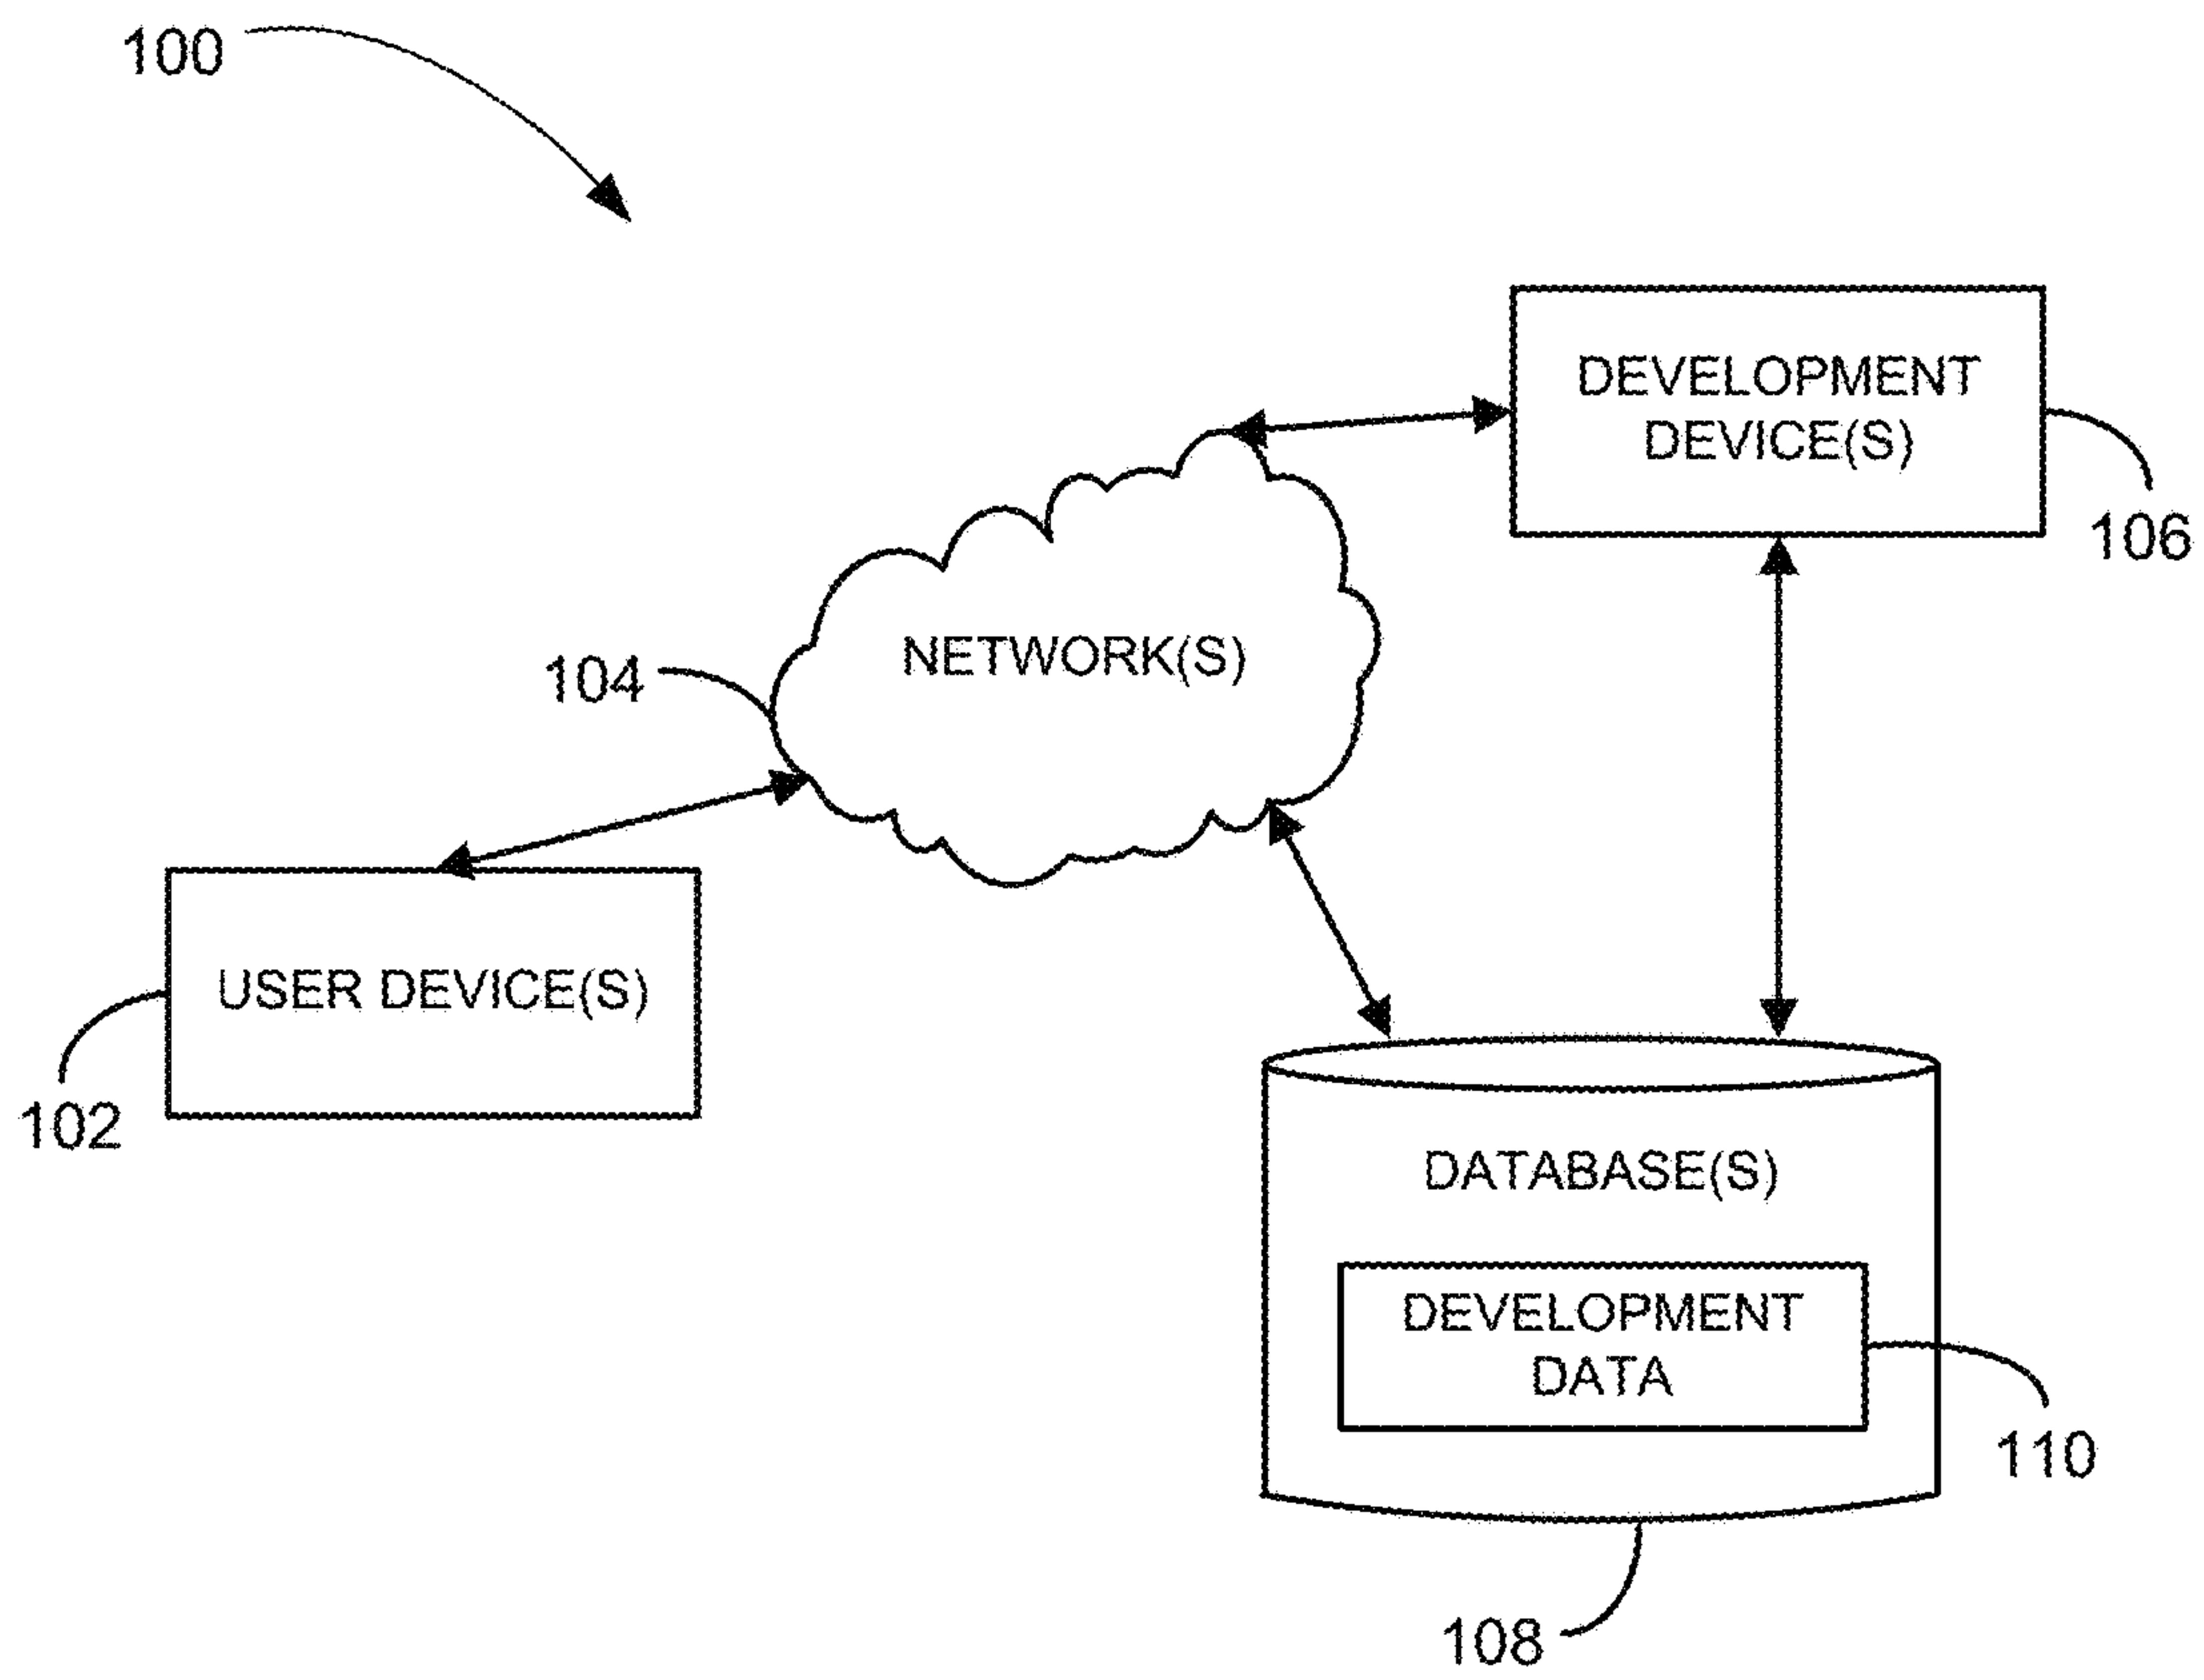 100
DEVELOPMENT
DEVICE(S)
106
NETWORK(S)
104
USER DEVICE(S)
102
DATABASE(S)
DEVELOPMENT
DATA
110
108